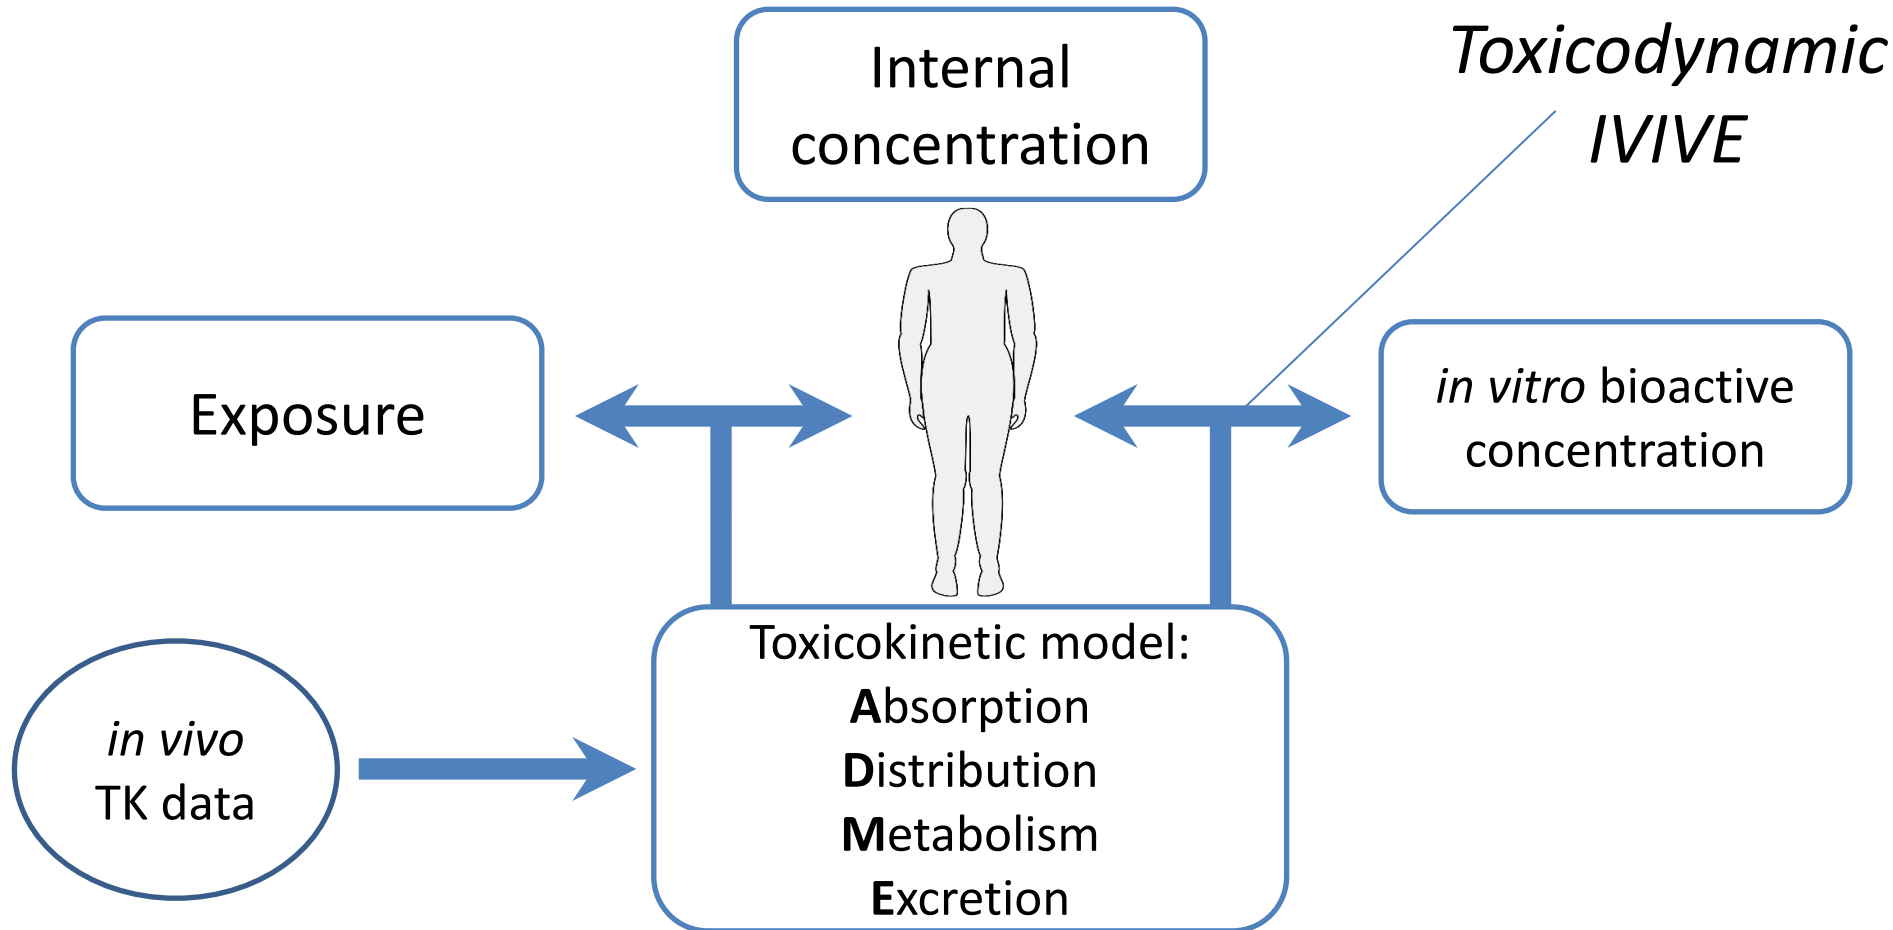 Internal
concentration
Toxicodynamic
IVIVE
Exposure
in vitro bioactive
concentration
in vivo
TK data
Toxicokinetic model:
Absorption
Distribution
Metabolism
Excretion